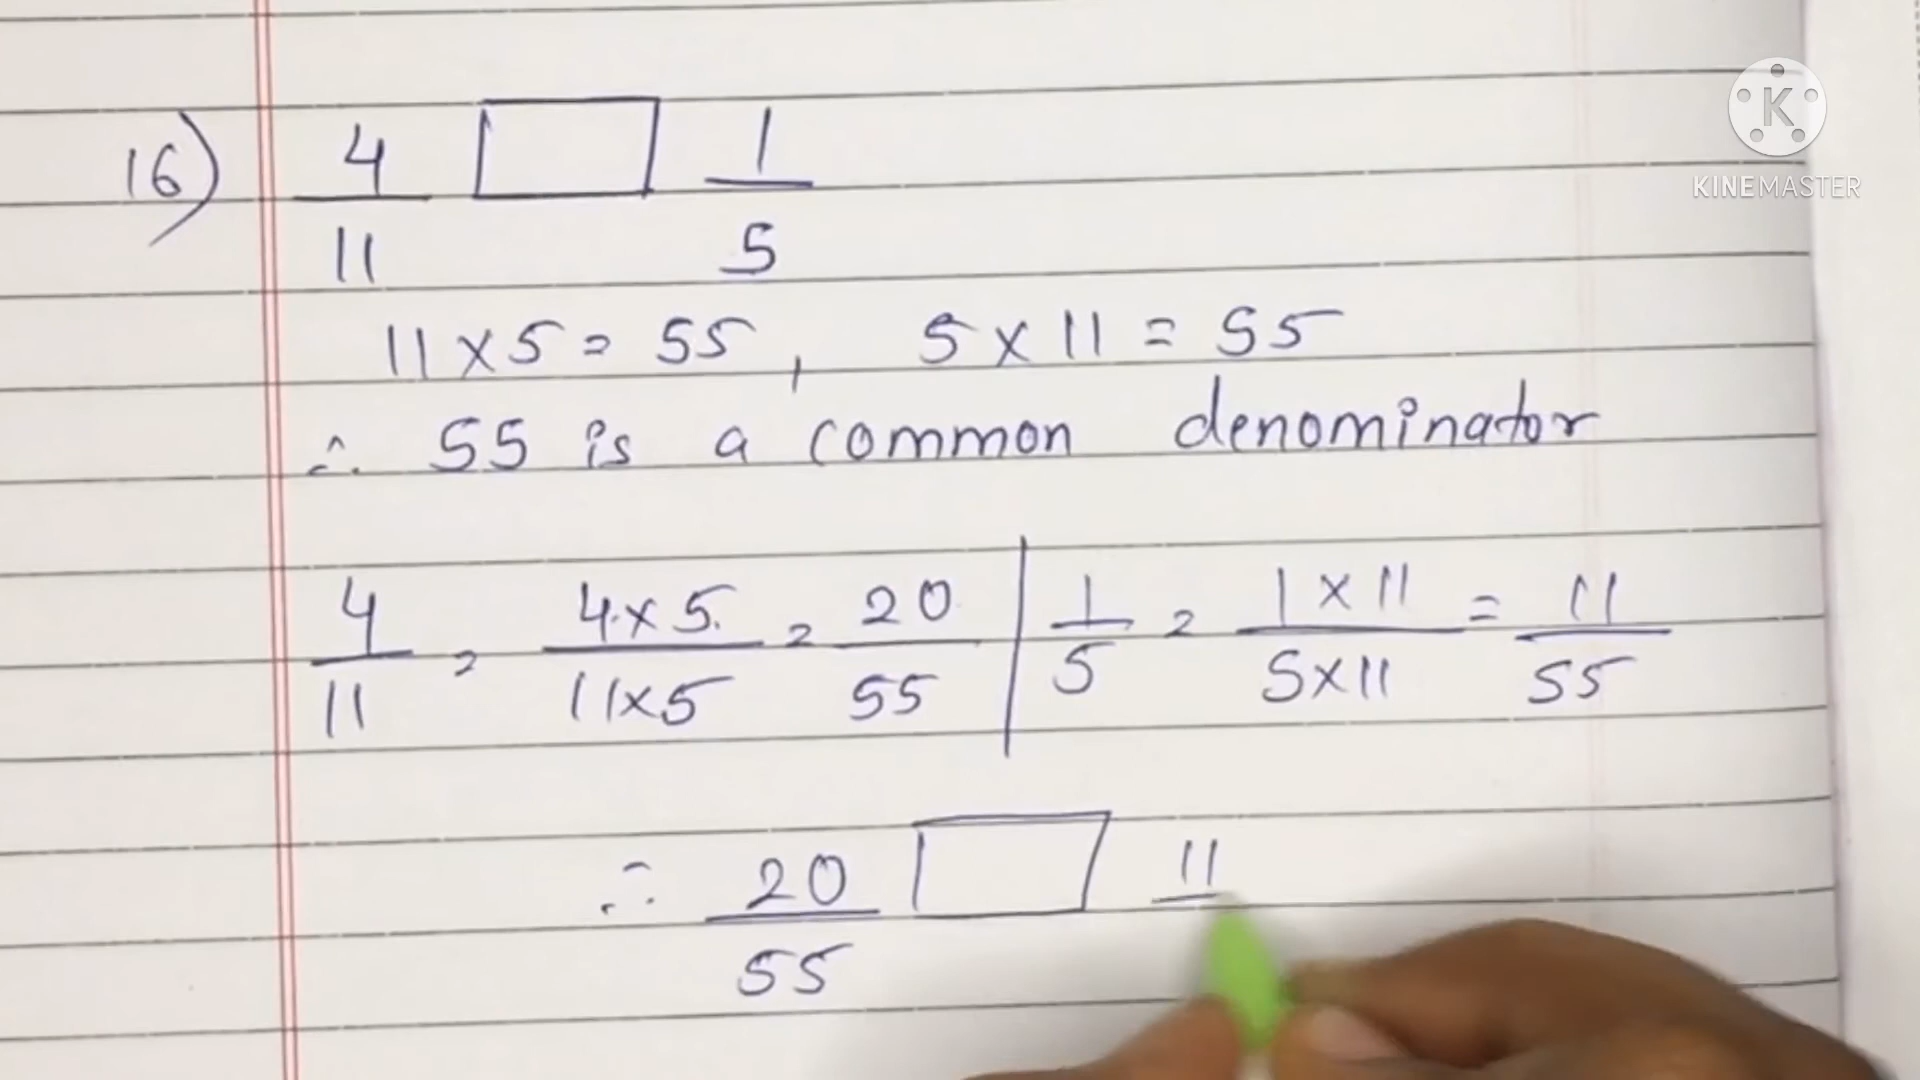 K
KINEMASTER
16) 4/11 □ 1/5
11 x 5 = 55, 5 x 11 = 55
∴ 55 is a common denominator
4/11 = 4 x 5/11 x 5 = 20/55 | 1/5 = 1 x 11/5 x 11 = 11/55
∴ 20/55 □ 11